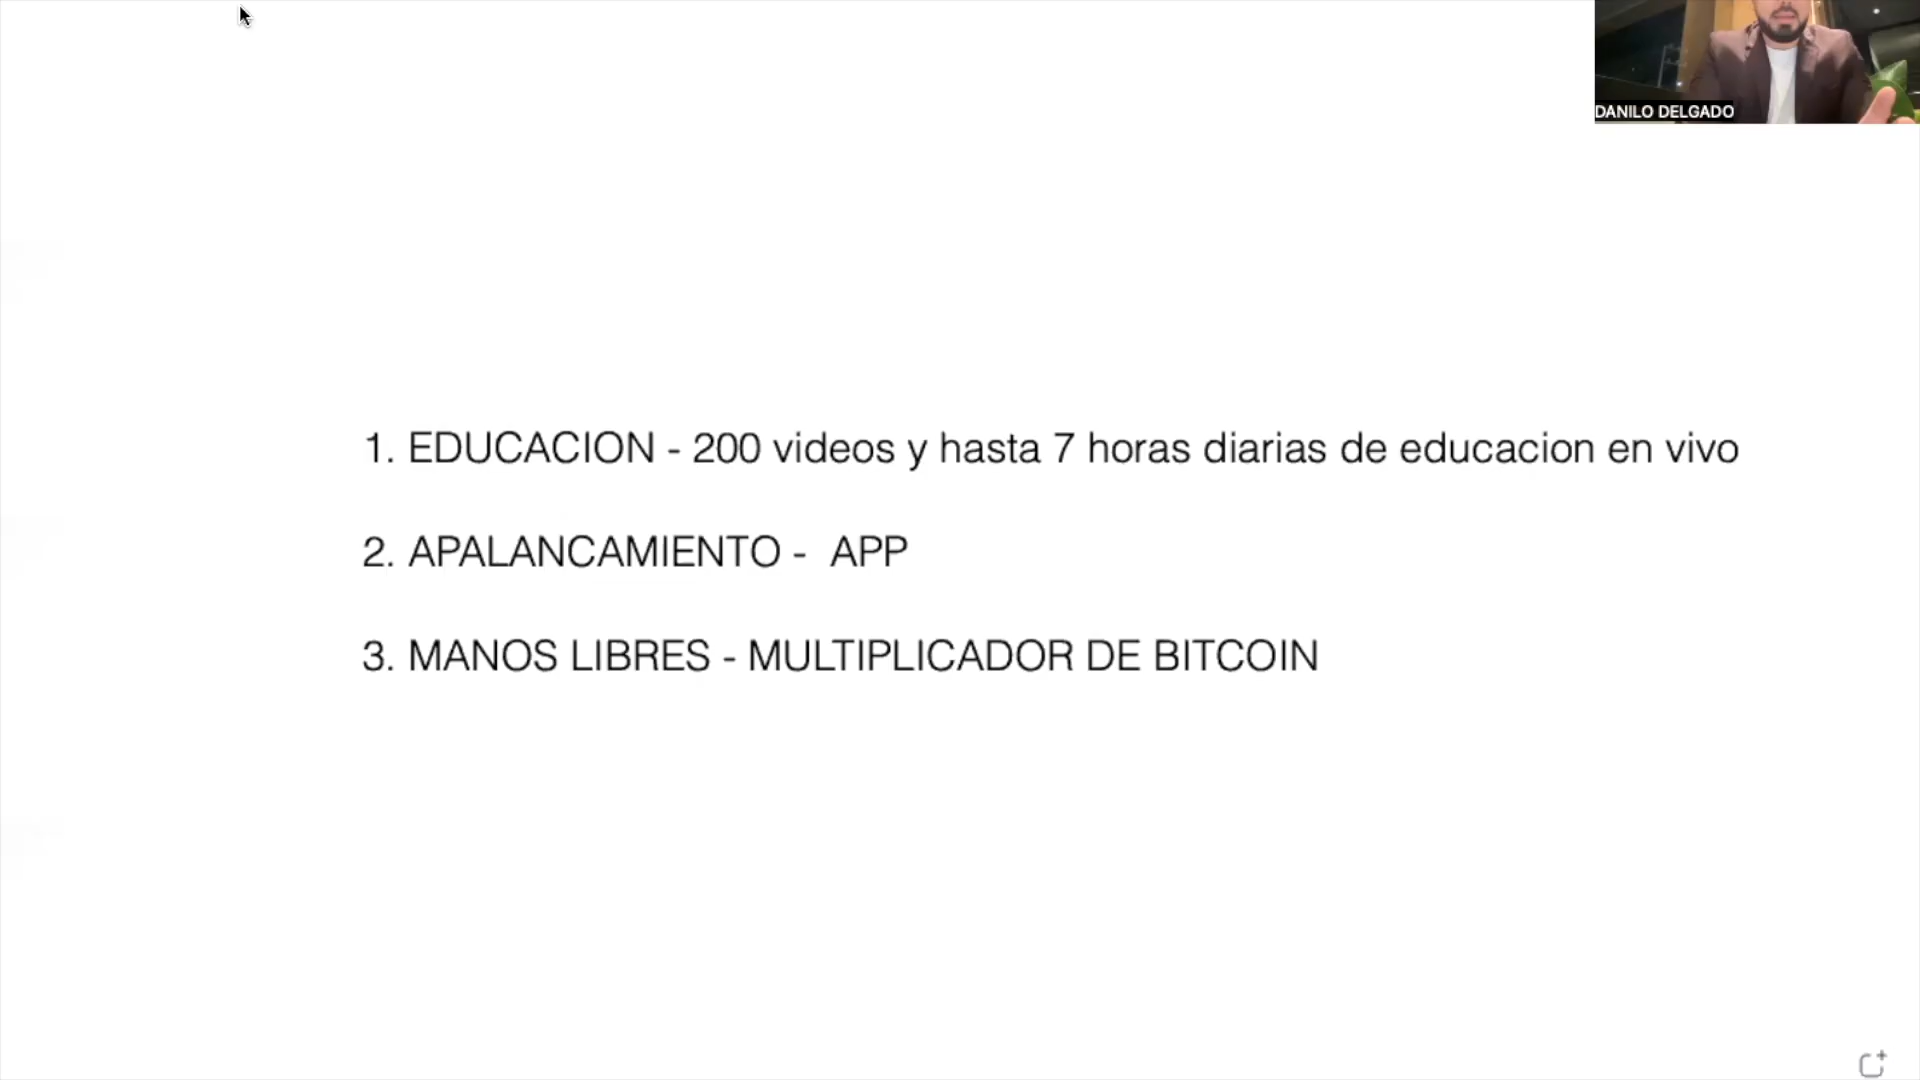 DANILO DELGADO
1. EDUCACION - 200 videos y hasta 7 horas diarias de educacion en vivo
2. APALANCAMIENTO - APP
3. MANOS LIBRES - MULTIPLICADOR DE BITCOIN